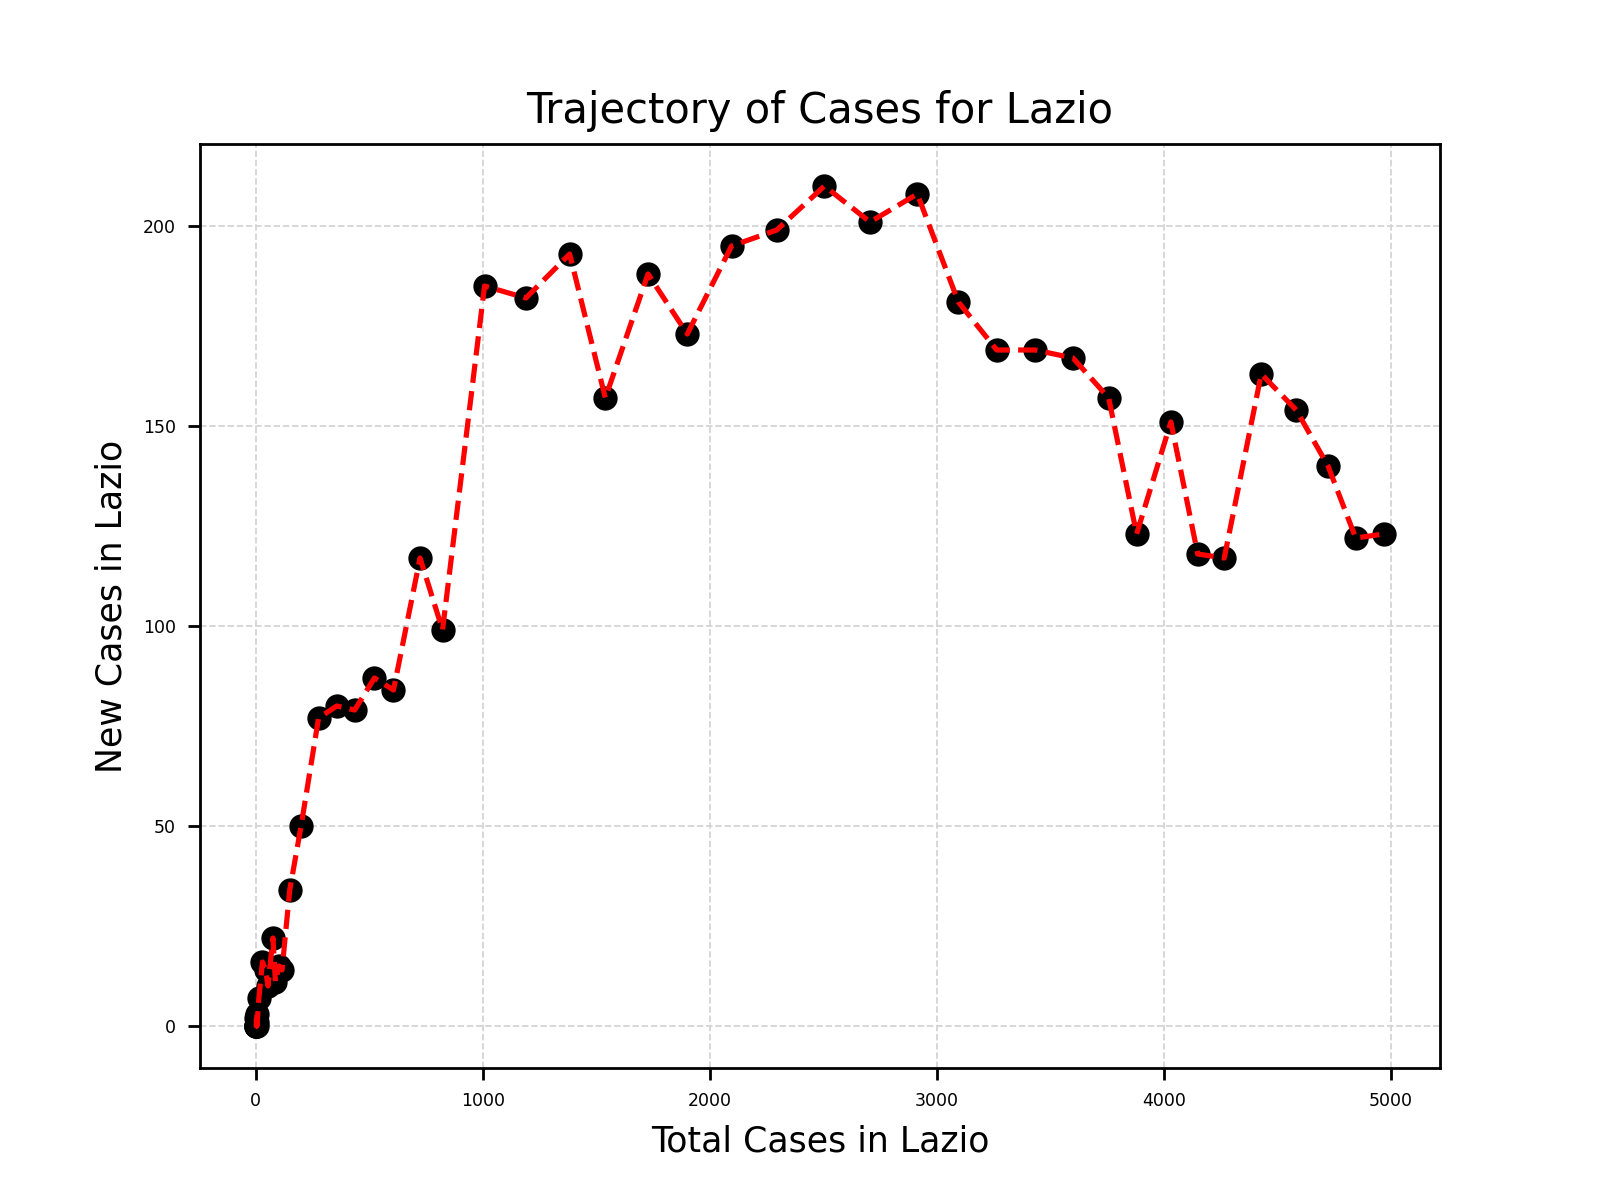 Trajectory of Cases for Lazio
New Cases in Lazio
200
150
100
50
0
0 1000 2000 3000 4000 5000
Total Cases in Lazio